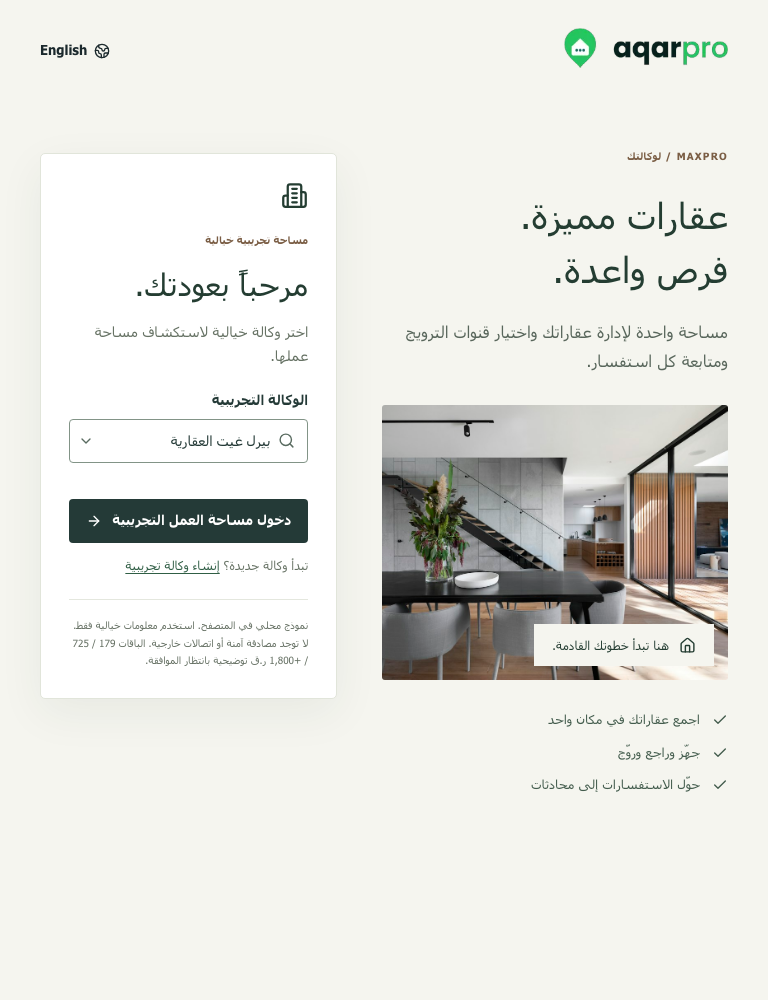 aqarpro
English
MAXPRO / لوكالتك
عقارات مميزة.
فرص واعدة.
مساحة واحدة لإدارة عقاراتك واختيار قنوات الترويج
ومتابعة كل استفسار.
هنا تبدأ خطوتك القادمة.
اجمع عقاراتك في مكان واحد
جهّز وراجع وروّج
حوّل الاستفسارات إلى محادثات
مساحة تجريبية خيالية
مرحباً بعودتك.
اختر وكالة خيالية لاستكشاف مساحة
عملها.
الوكالة التجريبية
بيرل غيت العقارية
دخول مساحة العمل التجريبية
تبدأ وكالة جديدة؟ إنشاء وكالة تجريبية
نموذج محلي في المتصفح. استخدم معلومات خيالية فقط.
لا توجد مصادقة آمنة أو اتصالات خارجية. الباقات 179 / 725
/ +1,800 ر.ق توضيحية بانتظار الموافقة.